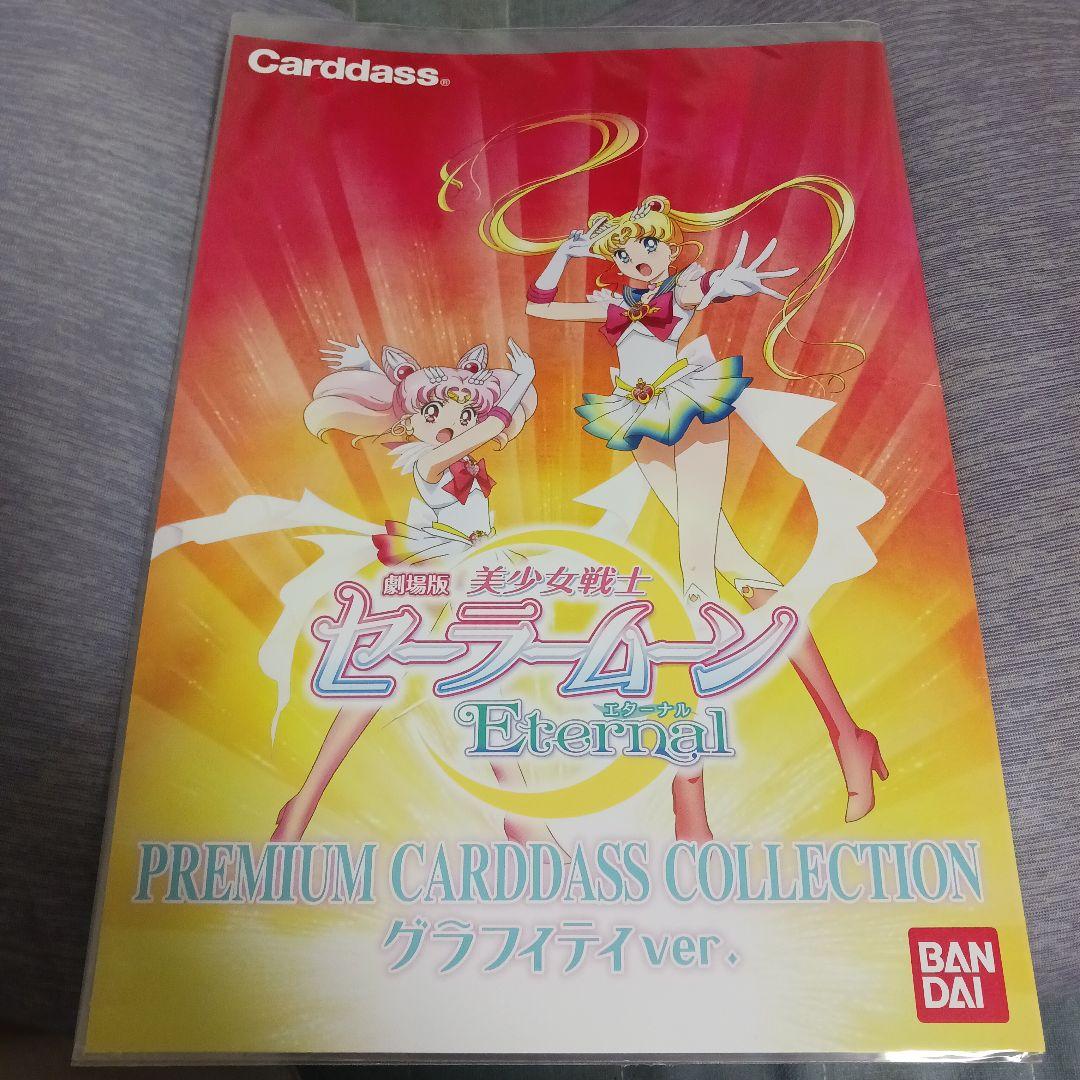 Carddass®
劇場版 美少女戦士
セーラームーン
エターナル
Eternal
PREMIUM CARDDASS COLLECTION
グラフィティver.
BAN
DAI